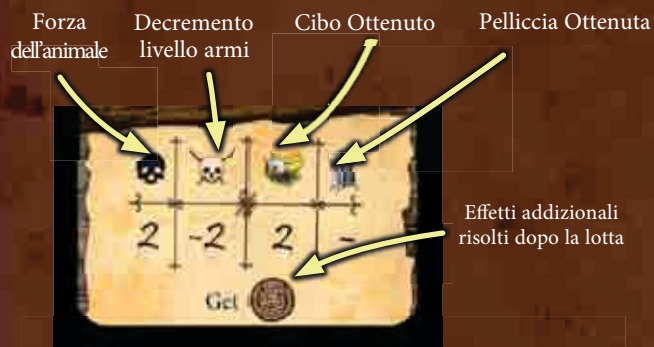 Forza
dell'animale
Decremento
livello armi
Cibo Ottenuto
Pelliccia Ottenuta
2 -2 2 -
Get
Effetti addizionali
risolti dopo la lotta